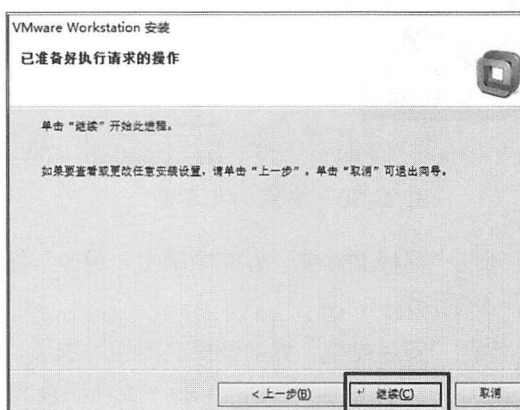 VMware Workstation 安装
已准备好执行请求的操作
单击“继续”开始此进程。
如果要查看或更改任意安装设置，请单击“上一步”。单击“取消”可退出向导。
< 上一步(B)
继续(C)
取消